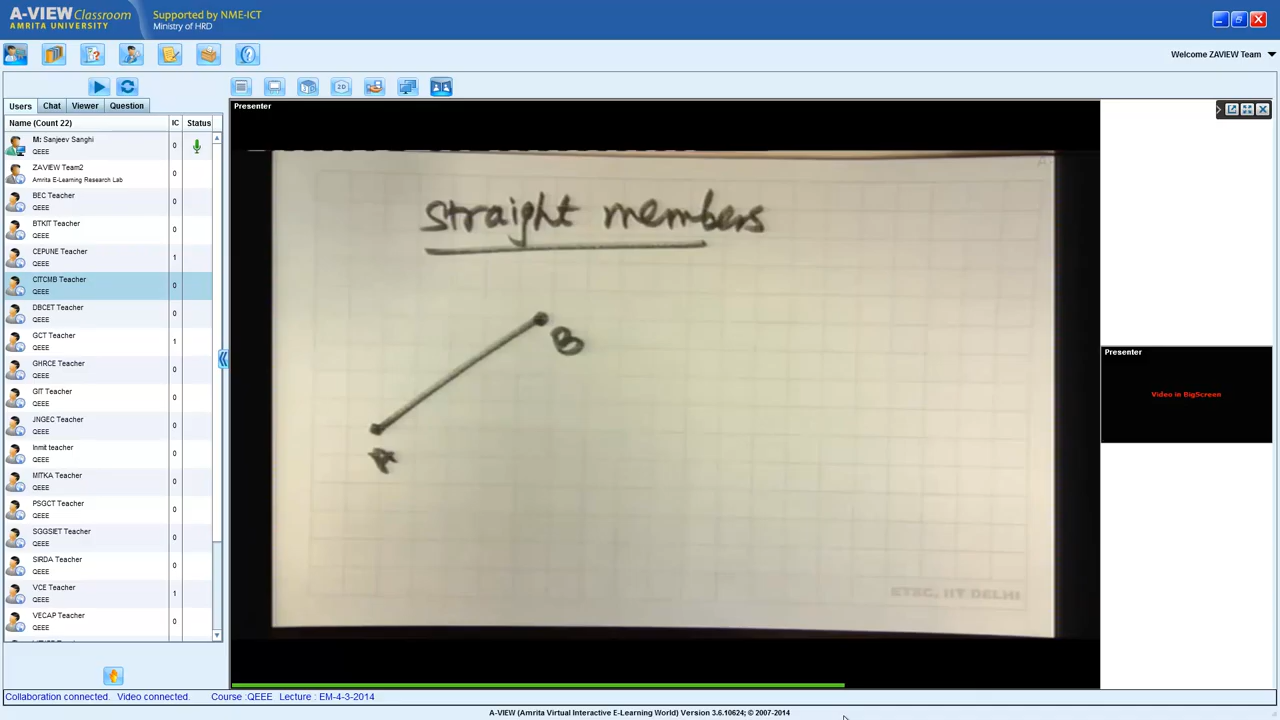 A-VIEW Classroom
AMRITA UNIVERSITY
Supported by NME-ICT
Ministry of HRD
Welcome ZAVIEW Team
Users Chat Viewer Question
Name (Count 22) IC Status
M: Sanjeev Sanghi
QEEE
0
ZAVIEW Team2
Amrita E-Learning Research Lab
0
BEC Teacher
QEEE
0
BTKIT Teacher
QEEE
0
CEPUNE Teacher
QEEE
1
CITCMB Teacher
QEEE
0
DBCET Teacher
QEEE
0
GCT Teacher
QEEE
1
GHRCE Teacher
QEEE
0
GIT Teacher
QEEE
0
JNGEC Teacher
QEEE
0
Inmit teacher
QEEE
0
MITKA Teacher
QEEE
0
PSGCT Teacher
QEEE
0
SGGSIET Teacher
QEEE
0
SIRDA Teacher
QEEE
0
VCE Teacher
QEEE
1
VECAP Teacher
QEEE
0
2D
Presenter
straight members
B
A
ETSC, IIT DELHI
Presenter
Video in BigScreen
Collaboration connected. Video connected. Course :QEEE Lecture : EM-4-3-2014
A-VIEW (Amrita Virtual Interactive E-Learning World) Version 3.6.10624; © 2007-2014